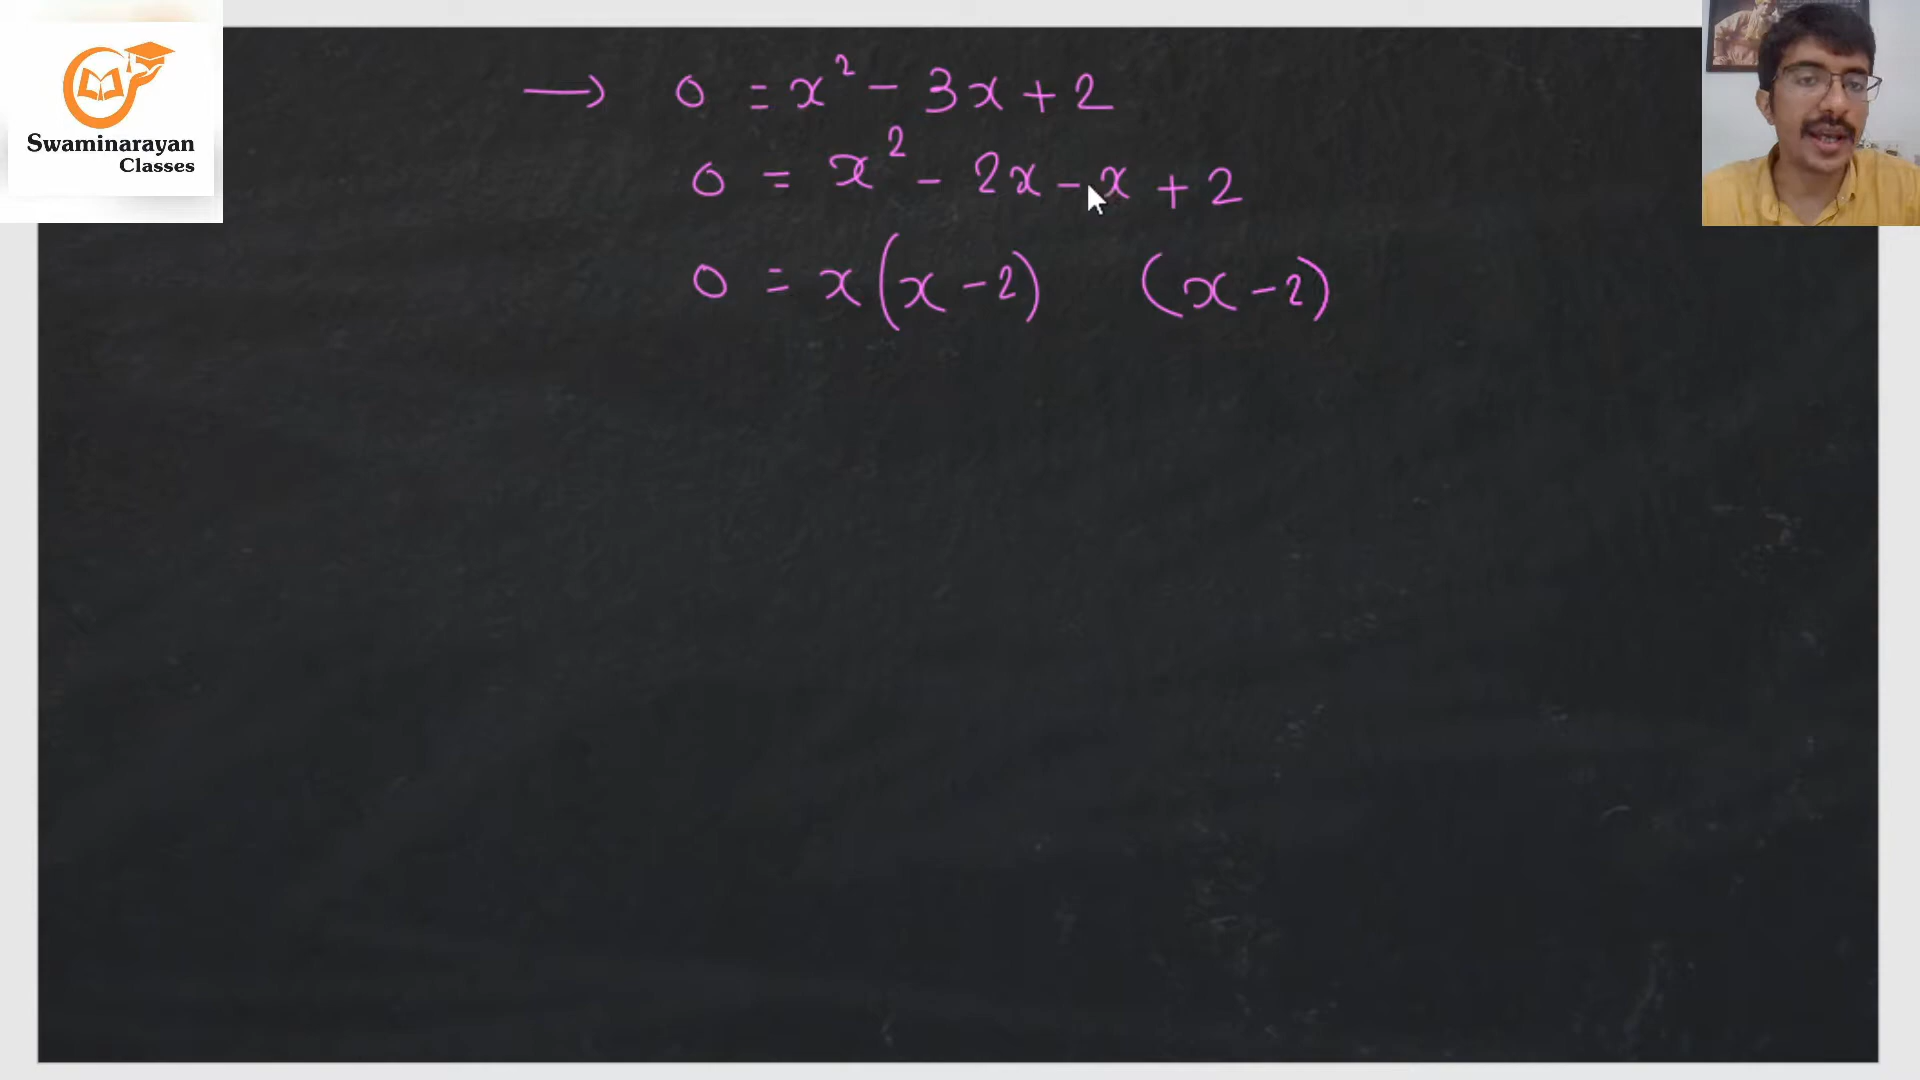 Swaminarayan
Classes
→ 0 = x² - 3x + 2
0 = x² - 2x - x + 2
0 = x(x - 2) (x - 2)